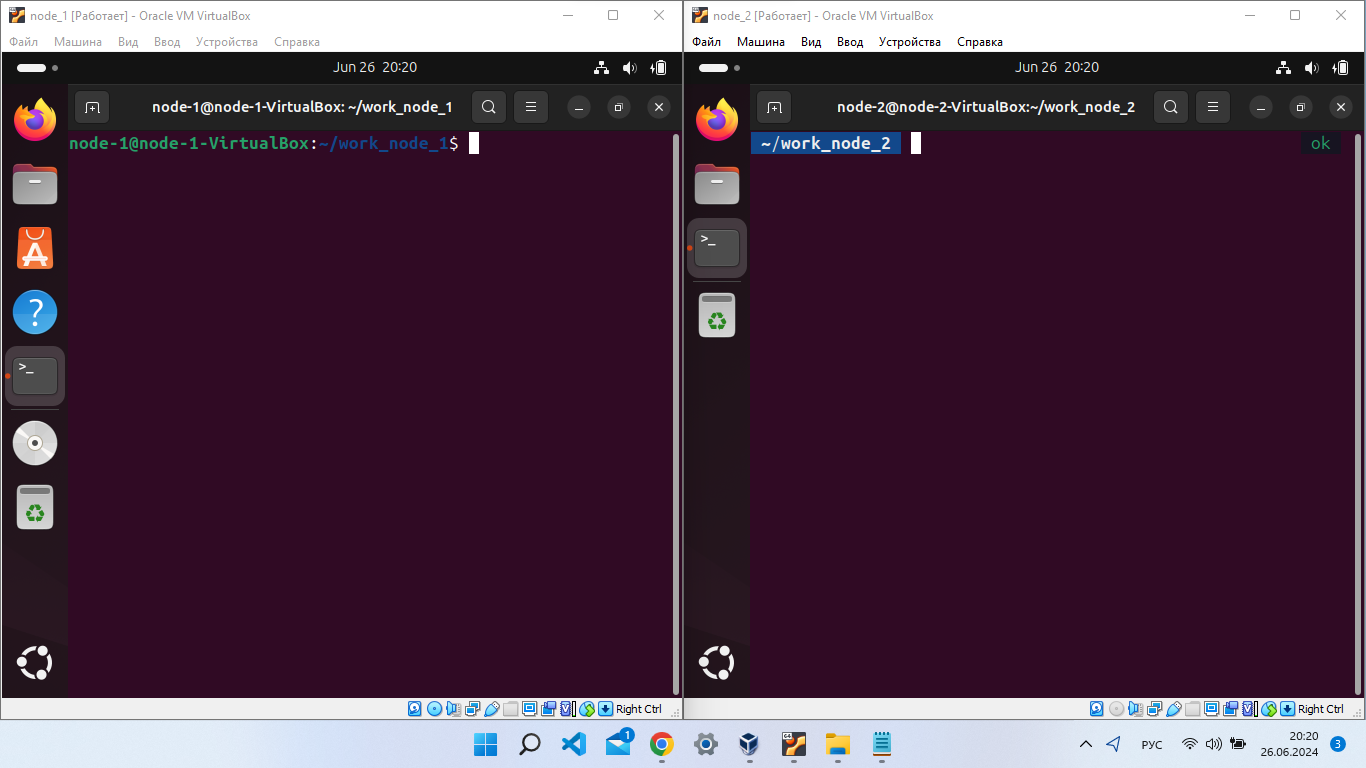 node_1 [Работает] - Oracle VM VirtualBox
Файл Машина Вид Ввод Устройства Справка
Jun 26 20:20
node-1@node-1-VirtualBox: ~/work_node_1
node-1@node-1-VirtualBox:~/work_node_1$
>_
Right Ctrl
node_2 [Работает] - Oracle VM VirtualBox
Файл Машина Вид Ввод Устройства Справка
Jun 26 20:20
node-2@node-2-VirtualBox:~/work_node_2
~/work_node_2 ok
>_
Right Ctrl
1
64
РУС
20:20
26.06.2024
3